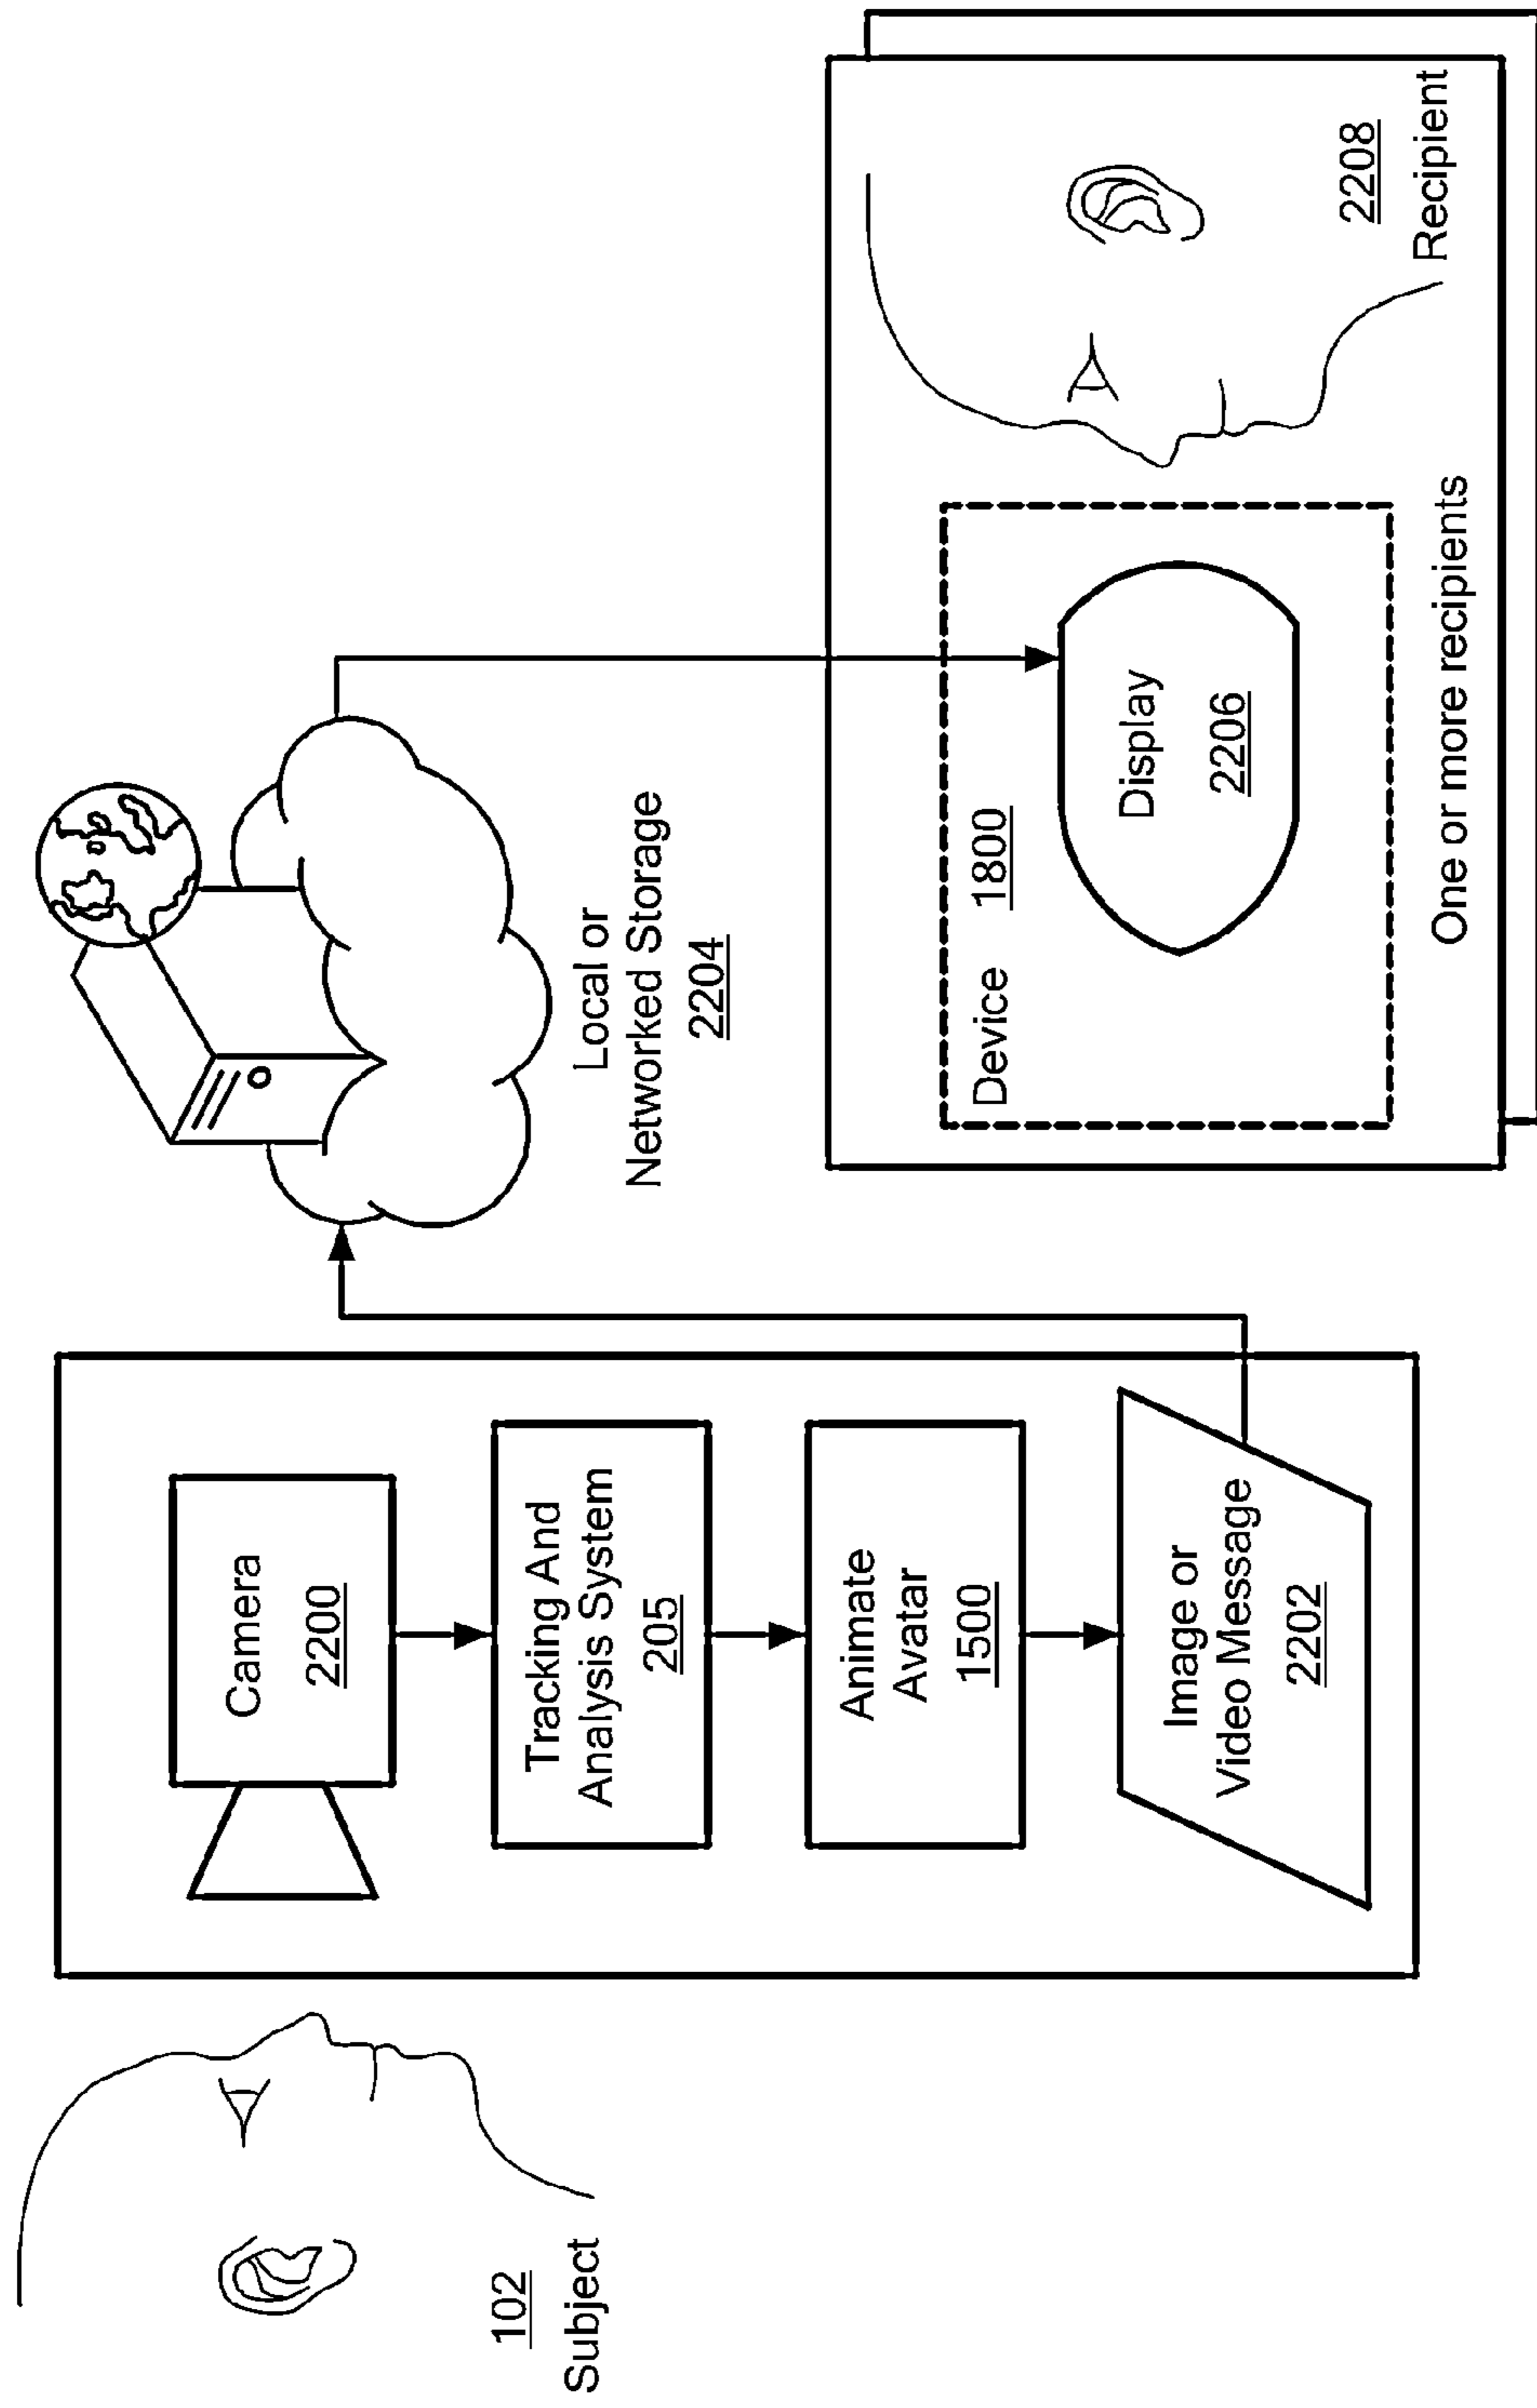 102
Subject
Camera
2200
Tracking And
Analysis System
205
Animate
Avatar
1500
Image or
Video Message
2202
Local or
Networked Storage
2204
Device 1800
Display
2206
One or more recipients
2208
Recipient